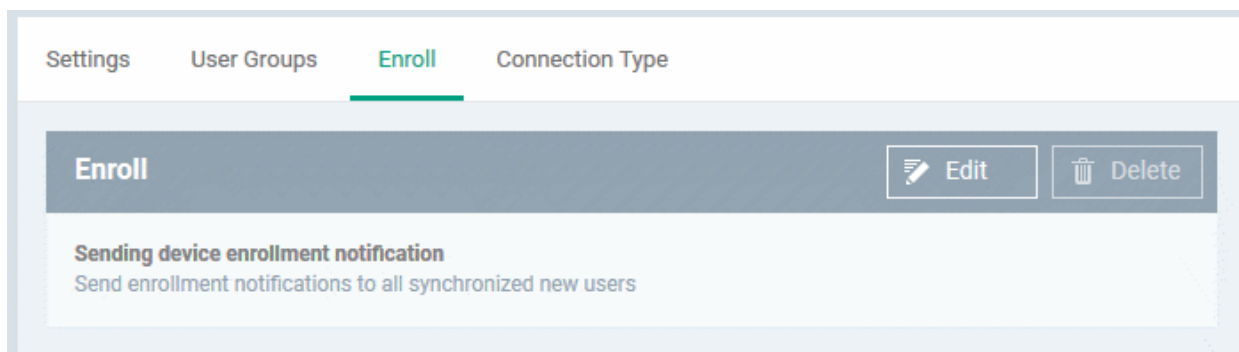 Settings User Groups Enroll Connection Type
Enroll Edit Delete
Sending device enrollment notification
Send enrollment notifications to all synchronized new users